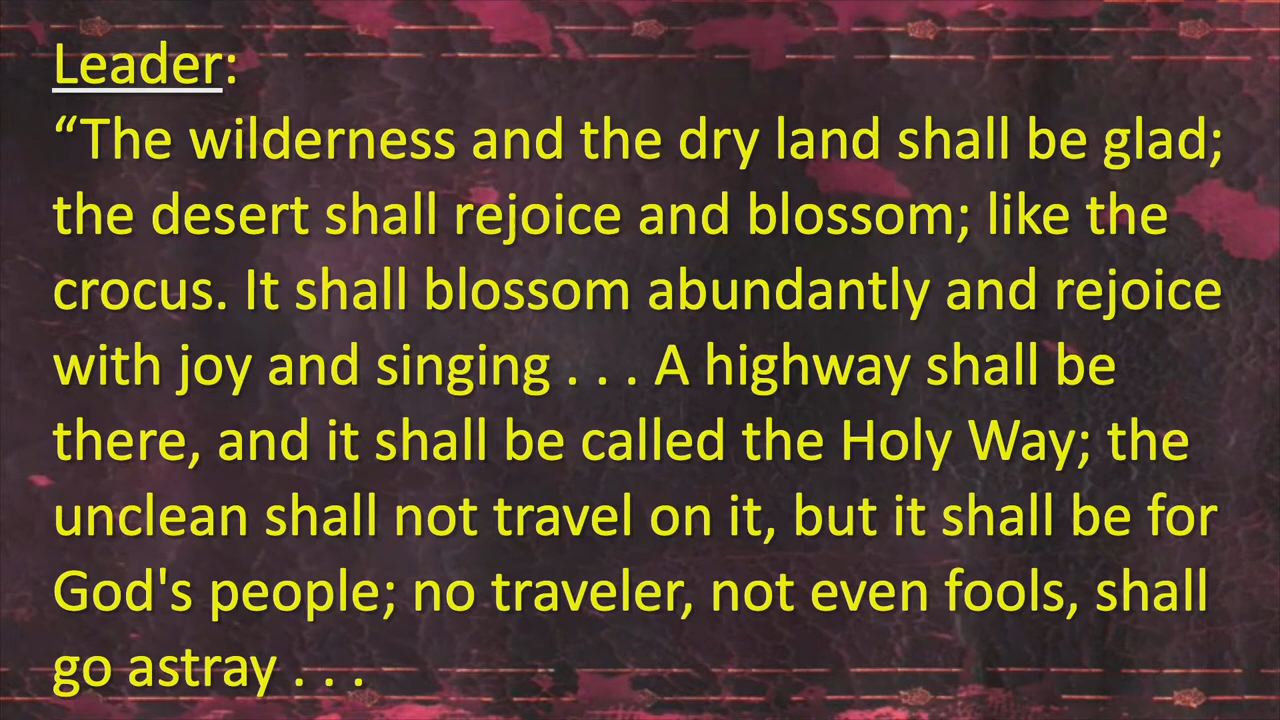 Leader:
“The wilderness and the dry land shall be glad;
the desert shall rejoice and blossom; like the
crocus. It shall blossom abundantly and rejoice
with joy and singing . . . A highway shall be
there, and it shall be called the Holy Way; the
unclean shall not travel on it, but it shall be for
God's people; no traveler, not even fools, shall
go astray . . .